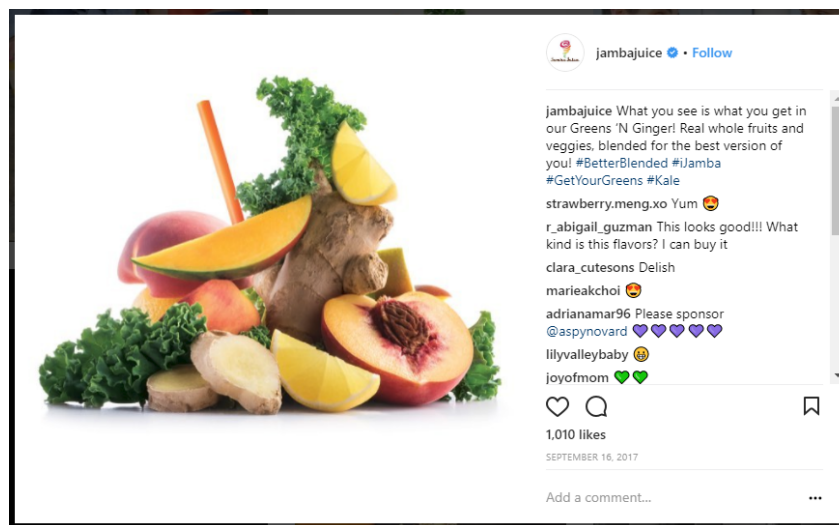 Jamba Juice
jambajuice • Follow
jambajuice What you see is what you get in
our Greens 'N Ginger! Real whole fruits and
veggies, blended for the best version of
you! #BetterBlended #iJamba
#GetYourGreens #Kale
strawberry.meng.xo Yum 😍
r_abigail_guzman This looks good!!! What
kind is this flavors? I can buy it
clara_cutesons Delish
marieakchoi 😍
adrianamar96 Please sponsor
@aspynovard 💜💜💜💜💜
lilyvalleybaby 😁
joyofmom 💚💚
1,010 likes
SEPTEMBER 16, 2017
Add a comment...